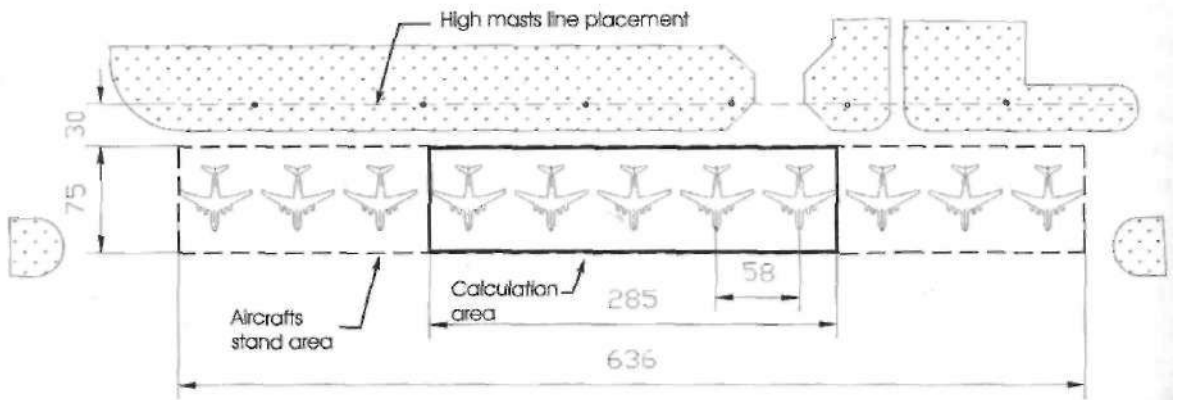 High masts line placement
30
75
58
Calculation
area
285
Aircrafts
stand area
636